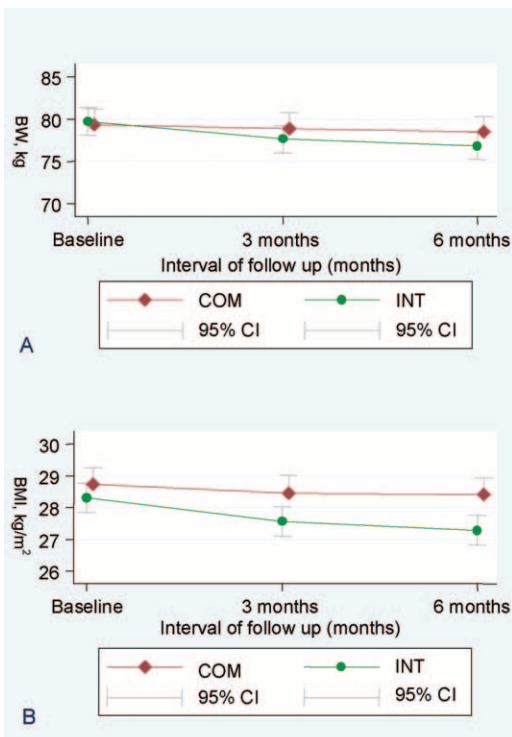 85
80
75
70
BW, kg
Baseline 3 months 6 months
Interval of follow up (months)
COM INT
95% CI 95% CI
A
30
29
28
27
26
BMI, kg/m²
Baseline 3 months 6 months
Interval of follow up (months)
COM INT
95% CI 95% CI
B